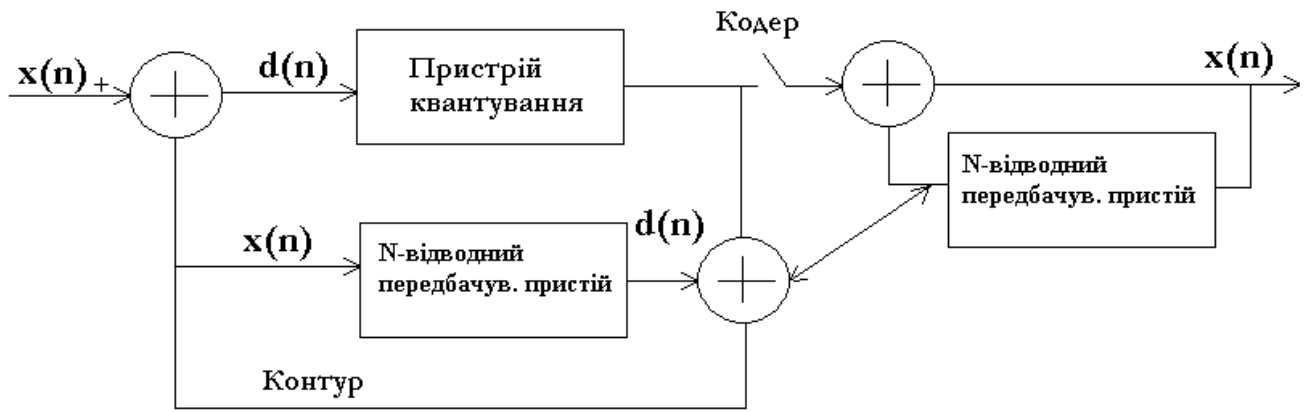 Кодер
x(n)
+
d(n)
Пристрій
квантування
x(n)
N-відводний
передбачув. пристій
x(n)
N-відводний
передбачув. пристій
d(n)
Контур